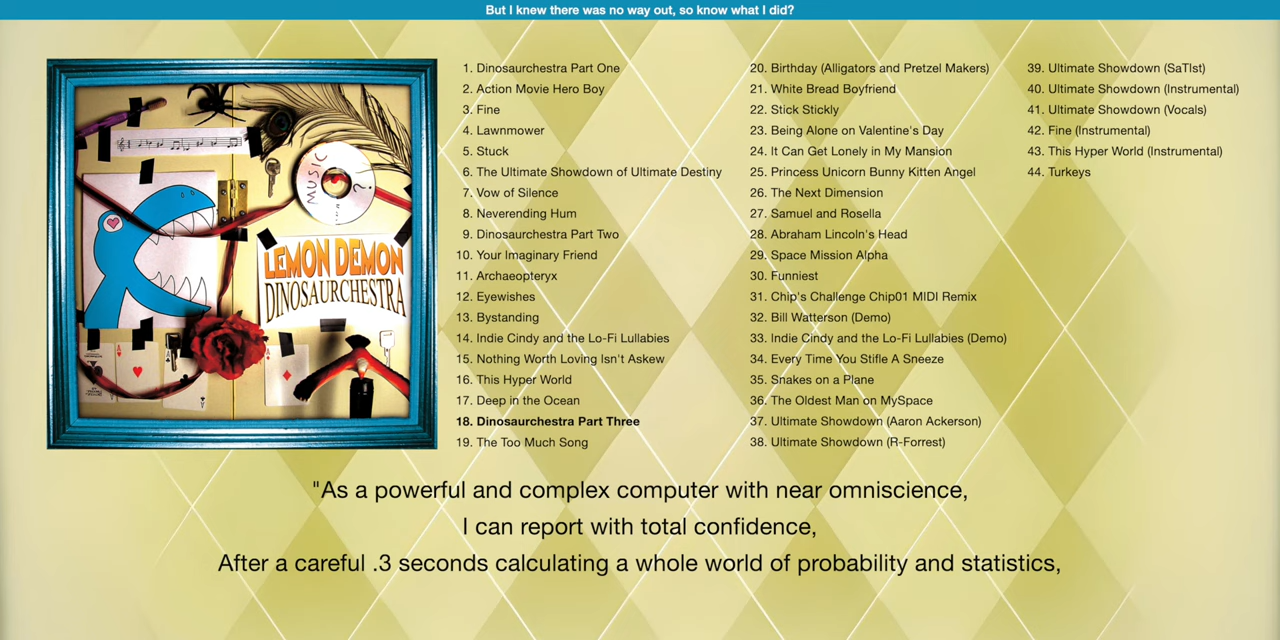 But I knew there was no way out, so know what I did?
MUSIC
LEMON DEMON
DINOSAURCHESTRA
1. Dinosaurchestra Part One
2. Action Movie Hero Boy
3. Fine
4. Lawnmower
5. Stuck
6. The Ultimate Showdown of Ultimate Destiny
7. Vow of Silence
8. Neverending Hum
9. Dinosaurchestra Part Two
10. Your Imaginary Friend
11. Archaeopteryx
12. Eyewishes
13. Bystanding
14. Indie Cindy and the Lo-Fi Lullabies
15. Nothing Worth Loving Isn't Askew
16. This Hyper World
17. Deep in the Ocean
18. Dinosaurchestra Part Three
19. The Too Much Song
20. Birthday (Alligators and Pretzel Makers)
21. White Bread Boyfriend
22. Stick Stickly
23. Being Alone on Valentine's Day
24. It Can Get Lonely in My Mansion
25. Princess Unicorn Bunny Kitten Angel
26. The Next Dimension
27. Samuel and Rosella
28. Abraham Lincoln's Head
29. Space Mission Alpha
30. Funniest
31. Chip's Challenge Chip01 MIDI Remix
32. Bill Watterson (Demo)
33. Indie Cindy and the Lo-Fi Lullabies (Demo)
34. Every Time You Stifle A Sneeze
35. Snakes on a Plane
36. The Oldest Man on MySpace
37. Ultimate Showdown (Aaron Ackerson)
38. Ultimate Showdown (R-Forrest)
39. Ultimate Showdown (SaTIst)
40. Ultimate Showdown (Instrumental)
41. Ultimate Showdown (Vocals)
42. Fine (Instrumental)
43. This Hyper World (Instrumental)
44. Turkeys
"As a powerful and complex computer with near omniscience,
I can report with total confidence,
After a careful .3 seconds calculating a whole world of probability and statistics,